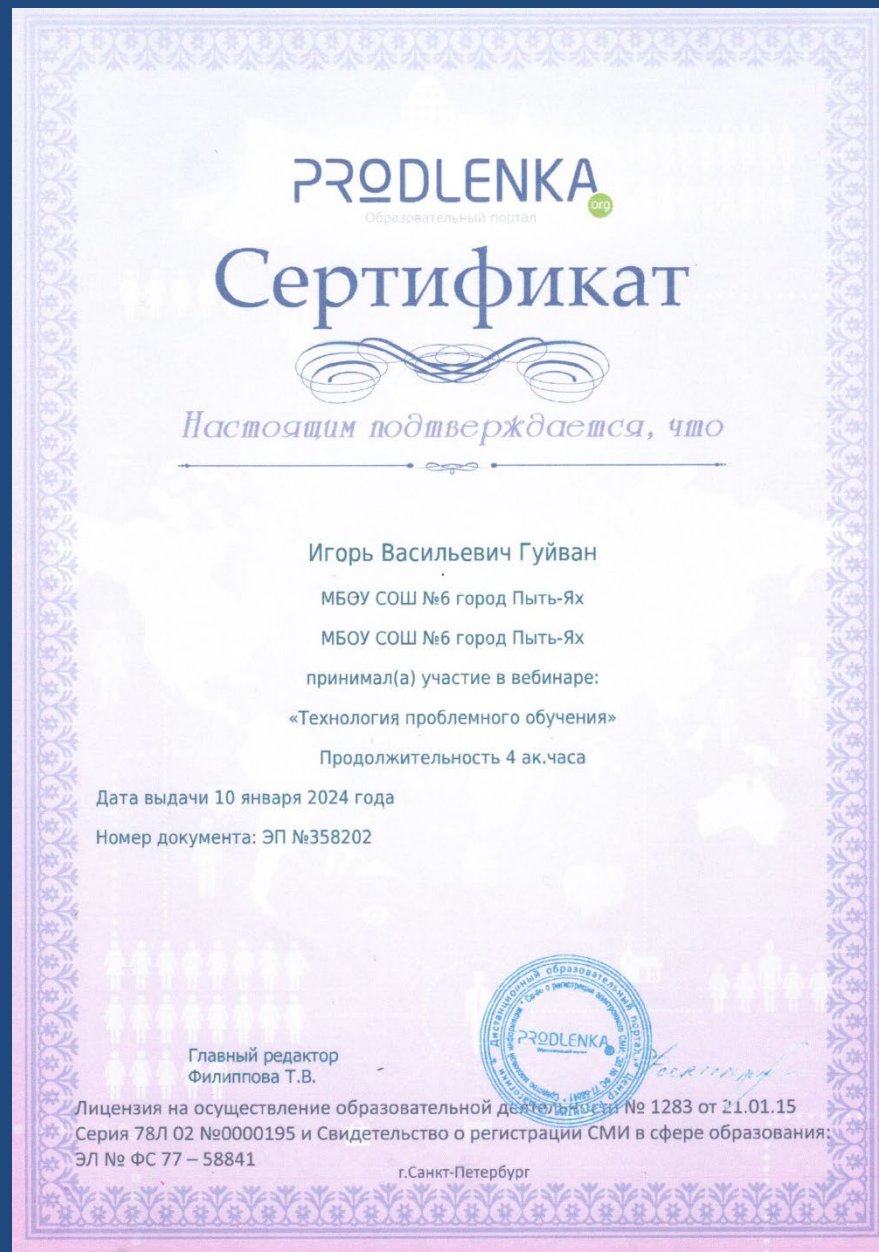 PRODLENKA
org
Образовательный портал
Сертификат
Настоящим подтверждается, что
Игорь Васильевич Гуйван
МБОУ СОШ №6 город Пыть-Ях
МБОУ СОШ №6 город Пыть-Ях
принимал(а) участие в вебинаре:
«Технология проблемного обучения»
Продолжительность 4 ак.часа
Дата выдачи 10 января 2024 года
Номер документа: ЭП №358202
Дистанционный образовательный портал
PRODLENKA
Главный редактор
Филиппова Т.В.
Лицензия на осуществление образовательной деятельности № 1283 от 21.01.15
Серия 78Л 02 №0000195 и Свидетельство о регистрации СМИ в сфере образования:
ЭЛ № ФС 77 – 58841
г.Санкт-Петербург